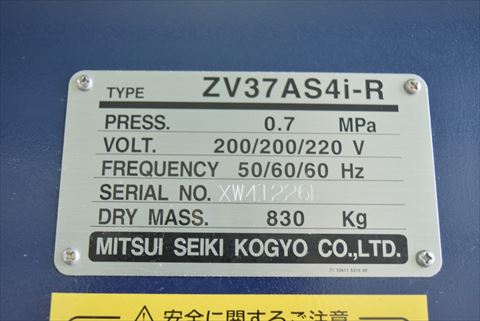 TYPE ZV37AS4i-R
PRESS. 0.7 MPa
VOLT. 200/200/220 V
FREQUENCY 50/60/60 Hz
SERIAL NO.
DRY MASS. 830 Kg
MITSUI SEIKI KOGYO CO.,LTD.
安全に関するご注意